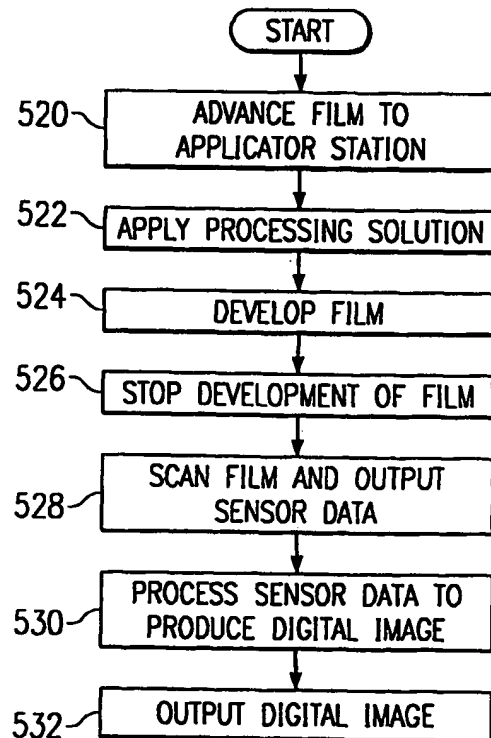 START
520
ADVANCE FILM TO
APPLICATOR STATION
522
APPLY PROCESSING SOLUTION
524
DEVELOP FILM
526
STOP DEVELOPMENT OF FILM
528
SCAN FILM AND OUTPUT
SENSOR DATA
530
PROCESS SENSOR DATA TO
PRODUCE DIGITAL IMAGE
532
OUTPUT DIGITAL IMAGE